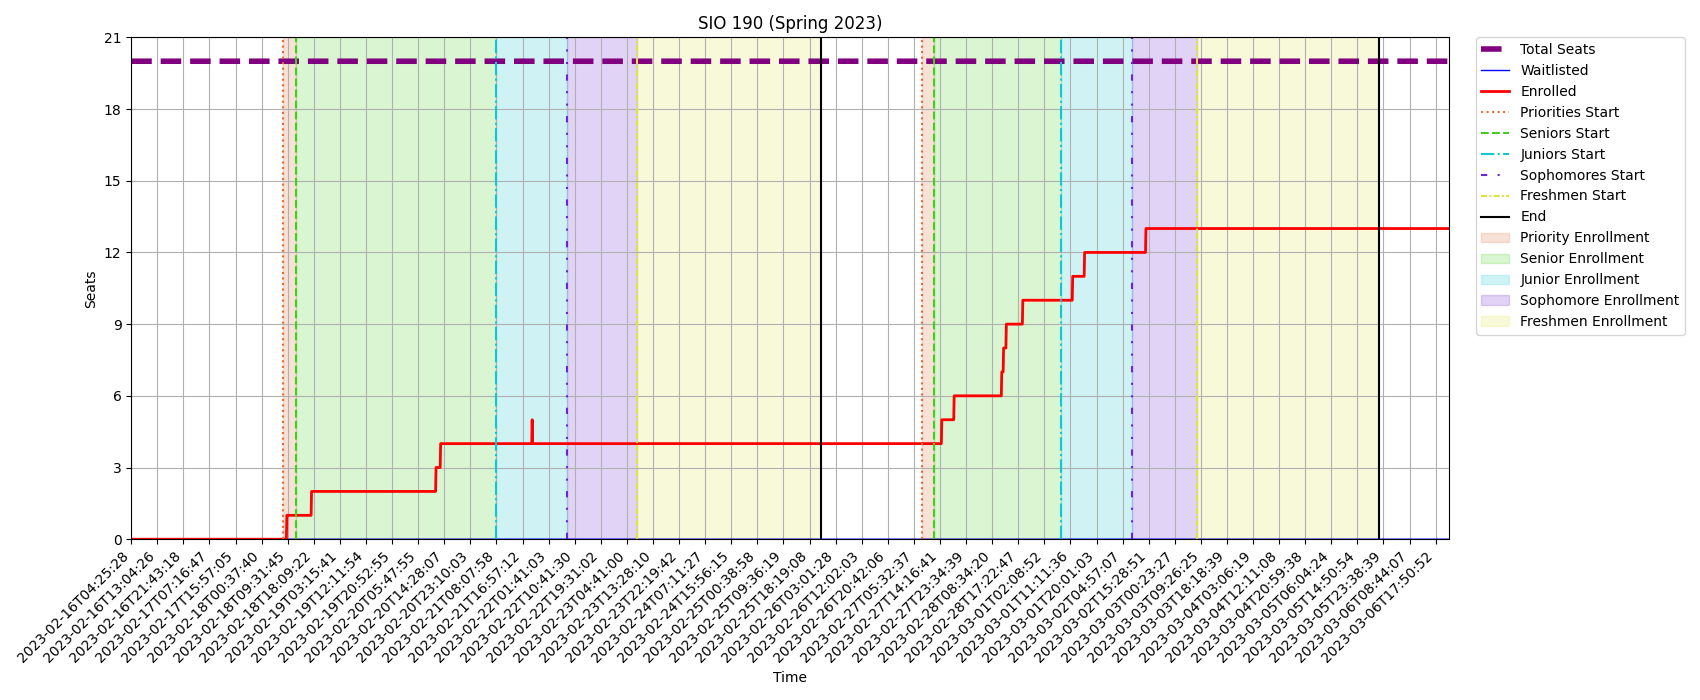 SIO 190 (Spring 2023)
21
18
15
12
9
6
3
0
Seats
2023-02-16T04:25:28
2023-02-16T13:04:26
2023-02-16T21:43:18
2023-02-17T07:16:47
2023-02-17T15:57:05
2023-02-18T00:37:40
2023-02-18T09:31:45
2023-02-18T18:09:22
2023-02-19T03:15:41
2023-02-19T12:11:54
2023-02-19T20:52:55
2023-02-20T05:47:55
2023-02-20T14:28:07
2023-02-20T23:10:03
2023-02-21T08:07:58
2023-02-21T16:57:12
2023-02-22T01:41:03
2023-02-22T10:41:30
2023-02-22T19:31:02
2023-02-23T04:41:00
2023-02-23T13:28:10
2023-02-23T22:19:42
2023-02-24T07:11:27
2023-02-24T15:56:15
2023-02-25T00:38:58
2023-02-25T09:36:19
2023-02-25T18:19:08
2023-02-26T03:01:28
2023-02-26T12:02:03
2023-02-26T20:42:06
2023-02-27T05:32:37
2023-02-27T14:16:41
2023-02-27T23:34:39
2023-02-28T08:34:20
2023-02-28T17:22:47
2023-03-01T02:08:52
2023-03-01T11:11:36
2023-03-01T20:01:03
2023-03-02T04:57:07
2023-03-02T15:28:51
2023-03-03T00:23:27
2023-03-03T09:26:25
2023-03-03T18:18:39
2023-03-04T03:06:19
2023-03-04T12:11:08
2023-03-04T20:59:38
2023-03-05T06:04:24
2023-03-05T14:50:54
2023-03-05T23:38:39
2023-03-06T08:44:07
2023-03-06T17:50:52
Time
Total Seats
Waitlisted
Enrolled
Priorities Start
Seniors Start
Juniors Start
Sophomores Start
Freshmen Start
End
Priority Enrollment
Senior Enrollment
Junior Enrollment
Sophomore Enrollment
Freshmen Enrollment